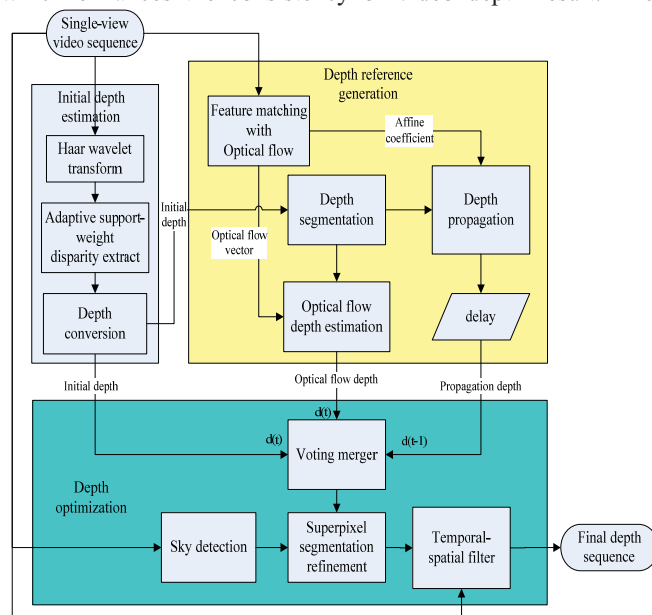 Single-view
video sequence
Initial depth
estimation
Haar wavelet
transform
Adaptive support-
weight
disparity extract
Depth
conversion
Initial
depth
Depth reference
generation
Feature matching
with
Optical flow
Affine
coefficient
Depth
segmentation
Depth
propagation
Optical flow
vector
Optical flow
depth estimation
delay
Initial depth
Optical flow depth
Propagation depth
d(t)
d(t)
d(t-1)
Voting merger
Depth
optimization
Sky detection
Superpixel
segmentation
refinement
Temporal-
spatial filter
Final depth
sequence